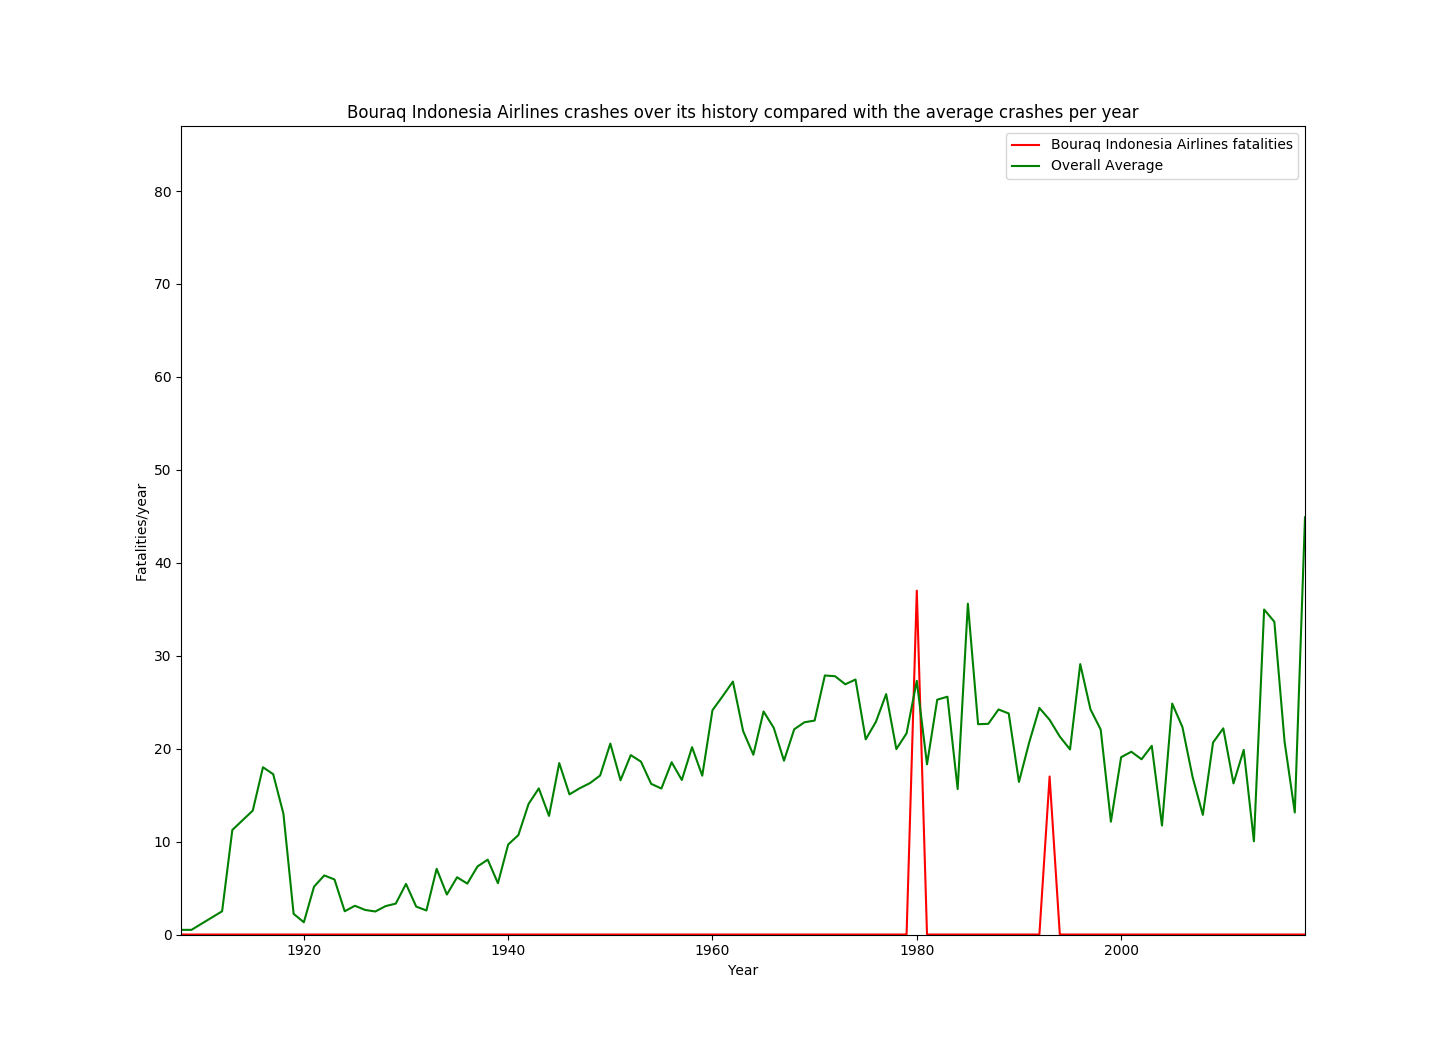 Bouraq Indonesia Airlines crashes over its history compared with the average crashes per year
Bouraq Indonesia Airlines fatalities
Overall Average
80
70
60
50
40
30
20
10
0
Fatalities/year
1920 1940 1960 1980 2000
Year